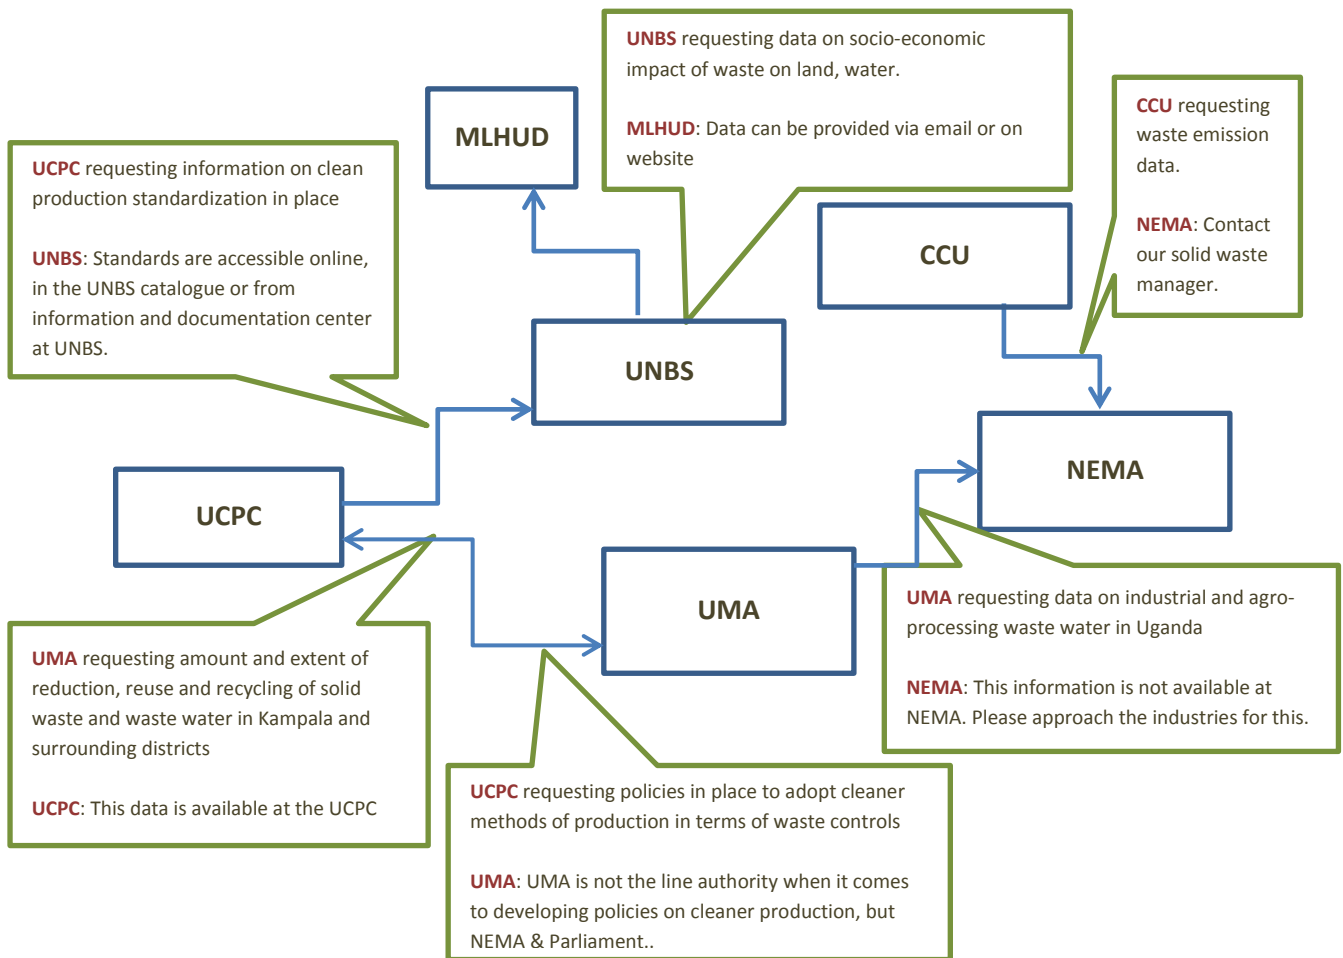 UNBS requesting data on socio-economic
impact of waste on land, water.
MLHUD: Data can be provided via email or on
website
CCU requesting
waste emission
data.
NEMA: Contact
our solid waste
manager.
MLHUD
UCPC requesting information on clean
production standardization in place
UNBS: Standards are accessible online,
in the UNBS catalogue or from
information and documentation center
at UNBS.
CCU
UNBS
NEMA
UCPC
UMA
UMA requesting data on industrial and agro-
processing waste water in Uganda
NEMA: This information is not available at
NEMA. Please approach the industries for this.
UMA requesting amount and extent of
reduction, reuse and recycling of solid
waste and waste water in Kampala and
surrounding districts
UCPC: This data is available at the UCPC
UCPC requesting policies in place to adopt cleaner
methods of production in terms of waste controls
UMA: UMA is not the line authority when it comes
to developing policies on cleaner production, but
NEMA & Parliament..